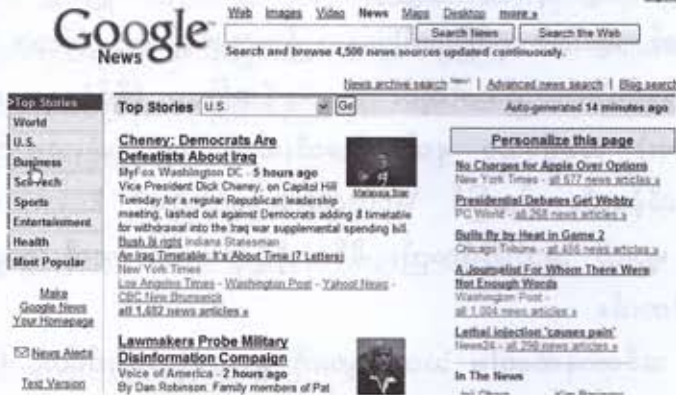 Web Images Video News Maps Desktop more »
Google
News
Search News Search the Web
Search and browse 4,500 news sources updated continuously.
News archive search New! | Advanced news search | Blog search
>Top Stories
World
U.S.
Business
Sci/Tech
Sports
Entertainment
Health
Most Popular
Make
Google News
Your Homepage
News Alerts
Text Version
Top Stories U.S. Go
Auto-generated 14 minutes ago
Cheney: Democrats Are
Defeatists About Iraq
MyFox Washington DC - 5 hours ago
Vice President Dick Cheney, on Capitol Hill
Tuesday for a regular Republican leadership
meeting, lashed out against Democrats adding a timetable
for withdrawal into the Iraq war supplemental spending bill.
Malaysia Star
Bush is right Indiana Statesman
An Iraq Timetable: It's About Time (7 Letters)
New York Times
Los Angeles Times - Washington Post - Yahoo! News -
CBC New Brunswick
all 1,682 news articles »
Lawmakers Probe Military
Disinformation Campaign
Voice of America - 2 hours ago
By Dan Robinson. Family members of Pat
Personalize this page
No Charges for Apple Over Options
New York Times - all 677 news articles »
Presidential Debates Get Webby
PC World - all 268 news articles »
Bulls fly by Heat in Game 2
Chicago Tribune - all 456 news articles »
A Journalist For Whom There Were
Not Enough Words
Washington Post -
all 1,004 news articles »
Lethal injection 'causes pain'
News24 - all 298 news articles »
In The News